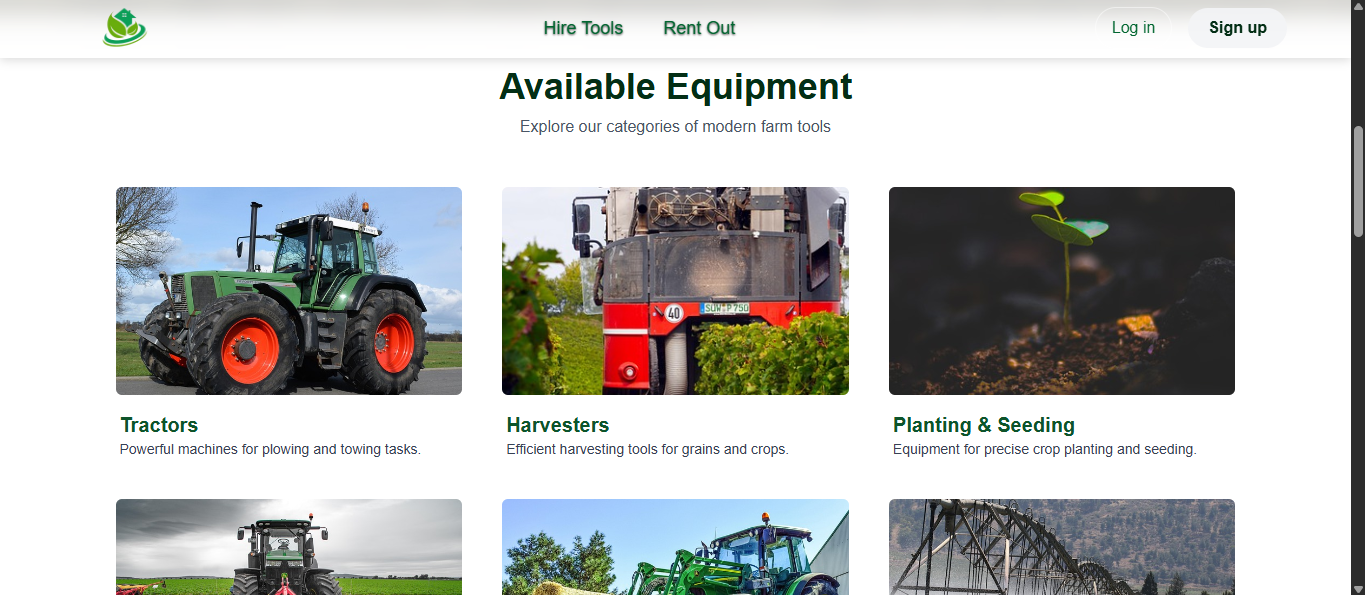 Hire Tools Rent Out Log in Sign up
Available Equipment
Explore our categories of modern farm tools
40 SÜW P 750
Tractors Harvesters Planting & Seeding
Powerful machines for plowing and towing tasks. Efficient harvesting tools for grains and crops. Equipment for precise crop planting and seeding.